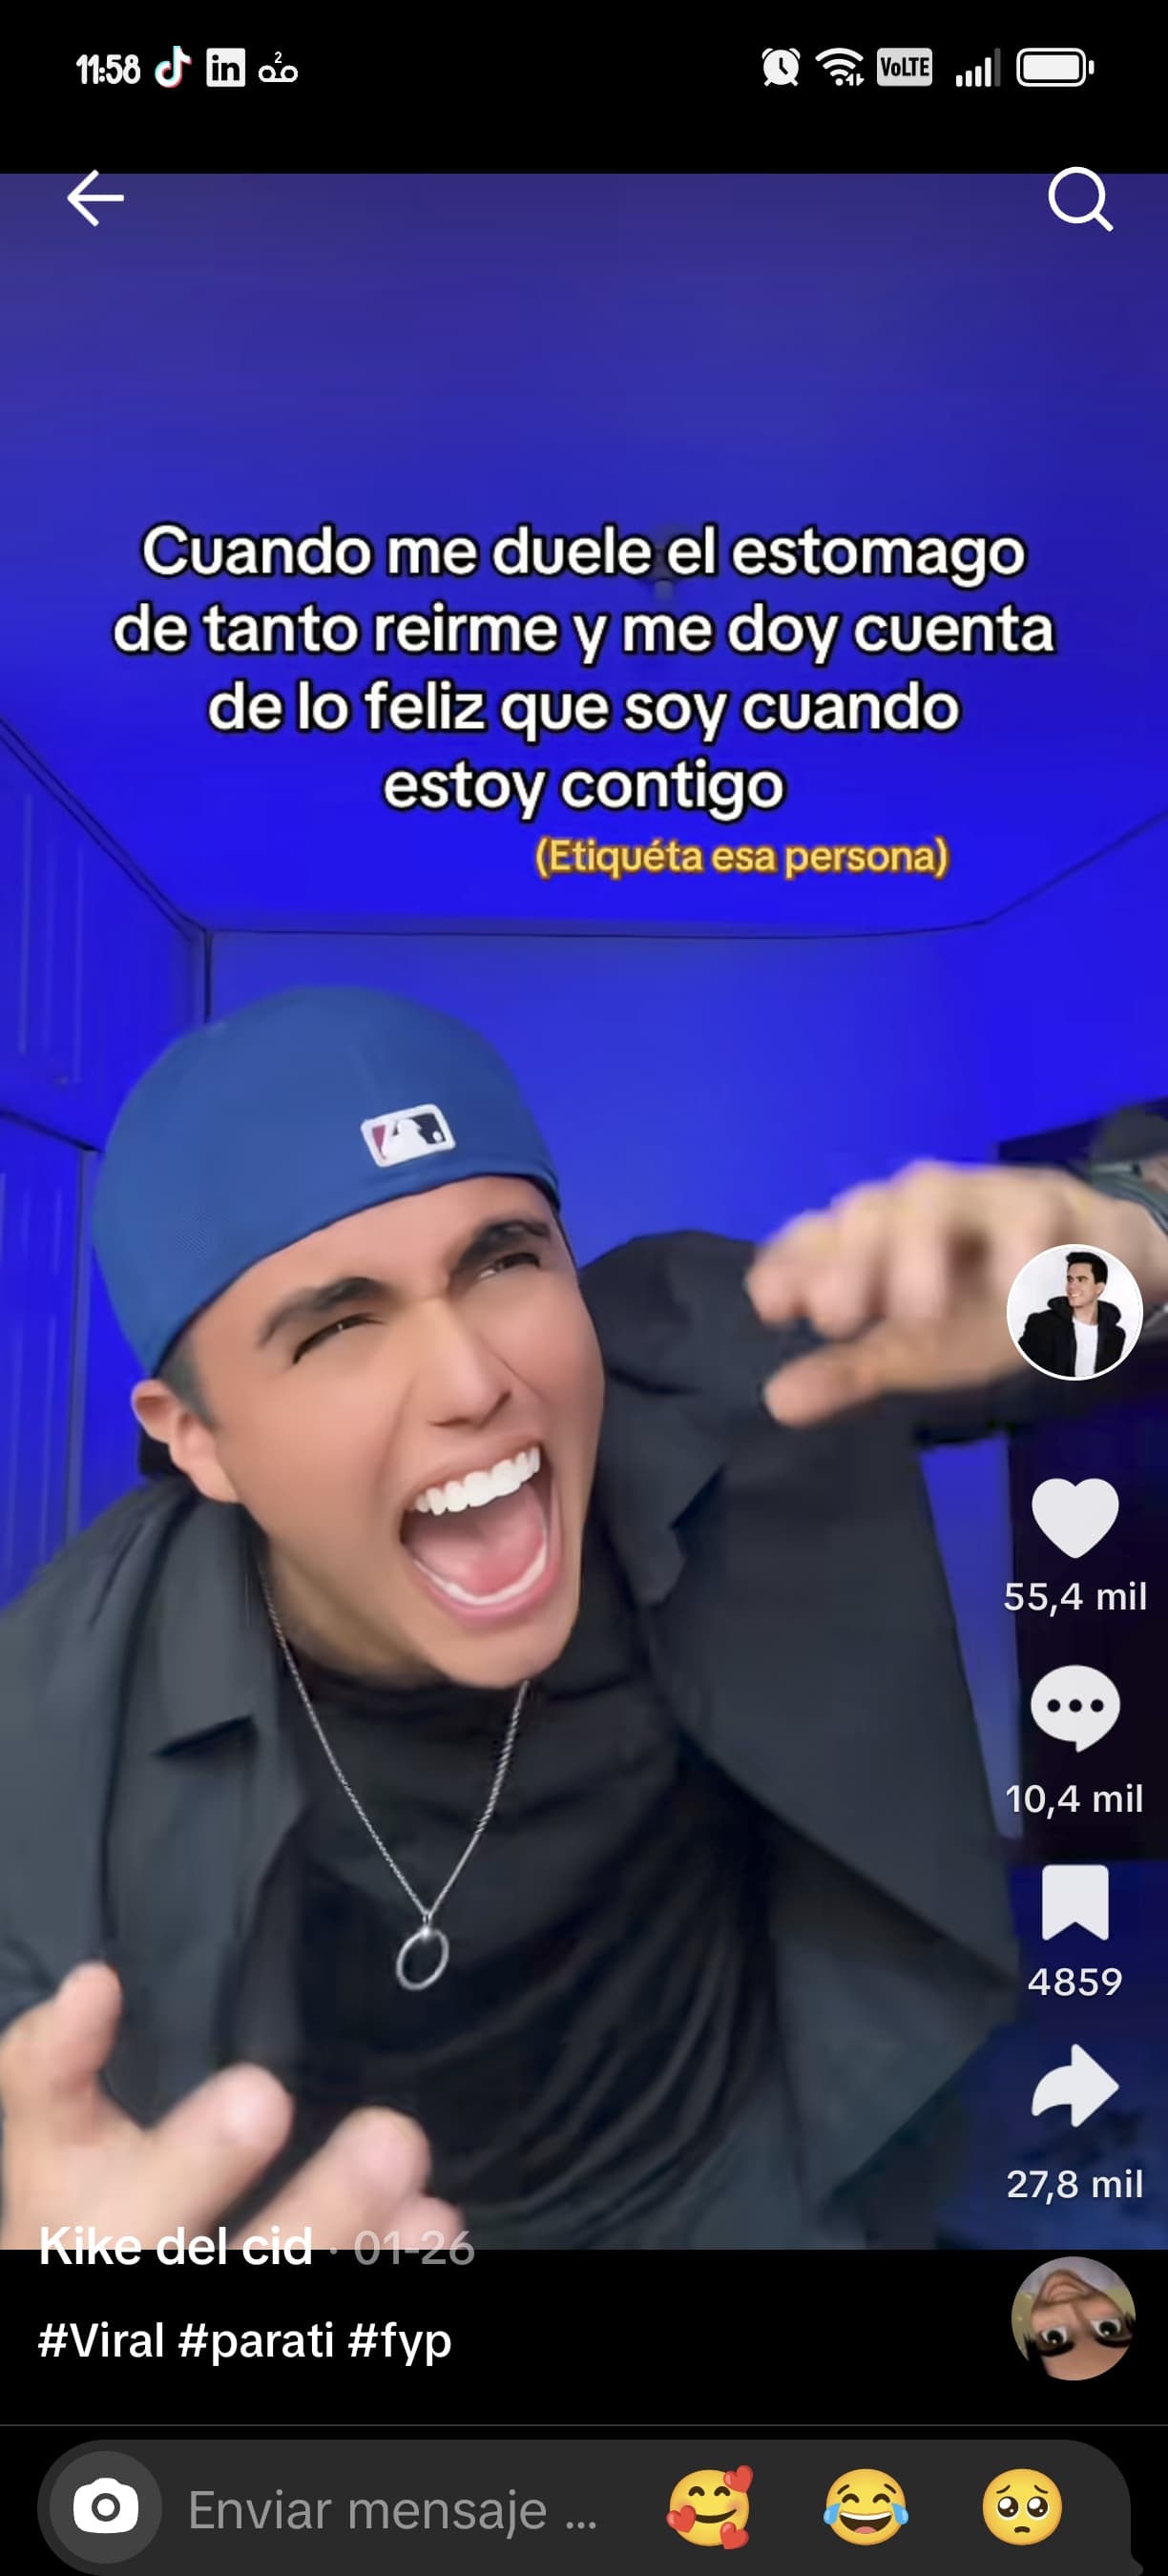 11:58
in
2
VoLTE
Cuando me duele el estomago
de tanto reirme y me doy cuenta
de lo feliz que soy cuando
estoy contigo
(Etiquéta esa persona)
55,4 mil
10,4 mil
4859
27,8 mil
Kike del cid · 01-26
#Viral #parati #fyp
Enviar mensaje ...